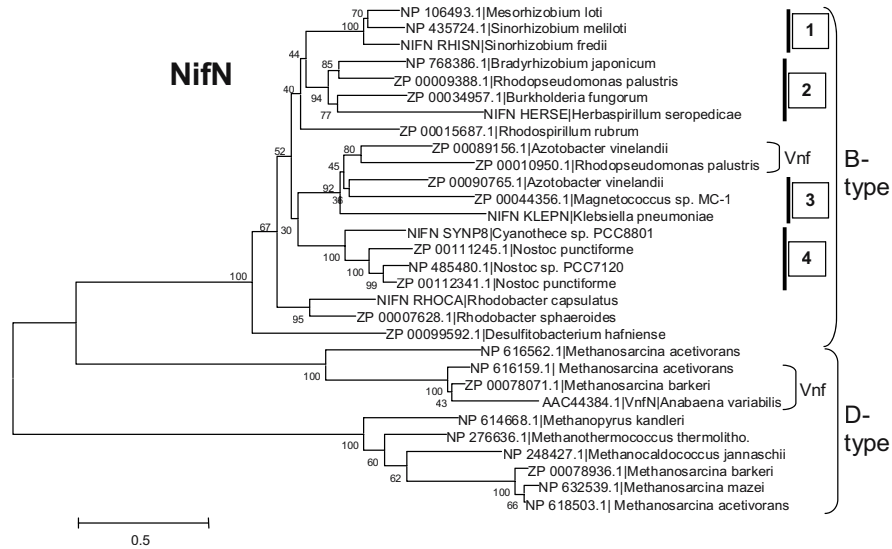 NifN
70
100
NP 106493.1|Mesorhizobium loti
NP 435724.1|Sinorhizobium meliloti
NIFN RHISN|Sinorhizobium fredii
1
44
85
94
77
NP 768386.1|Bradyrhizobium japonicum
ZP 00009388.1|Rhodopseudomonas palustris
ZP 00034957.1|Burkholderia fungorum
NIFN HERSE|Herbaspirillum seropedicae
2
40
ZP 00015687.1|Rhodospirillum rubrum
52
80
45
ZP 00089156.1|Azotobacter vinelandii
ZP 00010950.1|Rhodopseudomonas palustris
Vnf
B-
type
92
36
ZP 00090765.1|Azotobacter vinelandii
ZP 00044356.1|Magnetococcus sp. MC-1
NIFN KLEPN|Klebsiella pneumoniae
3
67
30
NIFN SYNP8|Cyanothece sp. PCC8801
ZP 00111245.1|Nostoc punctiforme
NP 485480.1|Nostoc sp. PCC7120
ZP 00112341.1|Nostoc punctiforme
100
100
99
4
100
NIFN RHOCA|Rhodobacter capsulatus
ZP 00007628.1|Rhodobacter sphaeroides
95
ZP 00099592.1|Desulfitobacterium hafniense
NP 616562.1|Methanosarcina acetivorans
100
NP 616159.1| Methanosarcina acetivorans
ZP 00078071.1|Methanosarcina barkeri
AAC44384.1|VnfN|Anabaena variabilis
100
43
Vnf
D-
type
NP 614668.1|Methanopyrus kandleri
100
NP 276636.1|Methanothermococcus thermolitho.
60
NP 248427.1|Methanocaldococcus jannaschii
62
ZP 00078936.1|Methanosarcina barkeri
NP 632539.1|Methanosarcina mazei
NP 618503.1| Methanosarcina acetivorans
100
66
0.5